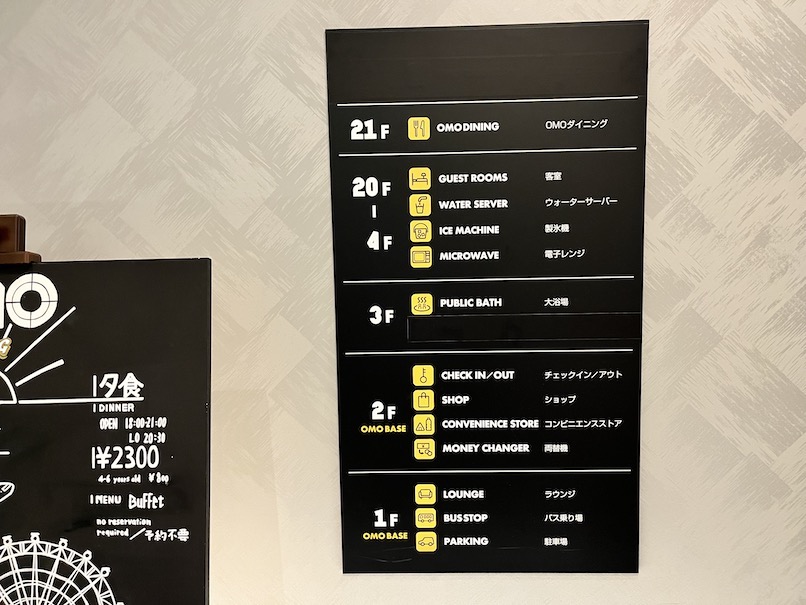 21F OMO DINING OMOダイニング
20F GUEST ROOMS 客室
WATER SERVER ウォーターサーバー
4F ICE MACHINE 製氷機
MICROWAVE 電子レンジ
3F PUBLIC BATH 大浴場
CHECK IN/OUT チェックイン/アウト
2F SHOP ショップ
OMO BASE CONVENIENCE STORE コンビニエンスストア
MONEY CHANGER 両替機
LOUNGE ラウンジ
1F BUS STOP バス乗り場
OMO BASE PARKING 駐車場
夕食
DINNER
OPEN 18:00-21:00
L.O 20:30
¥2300
4-6 years old ¥800
MENU Buffet
no reservation
required/予約不要